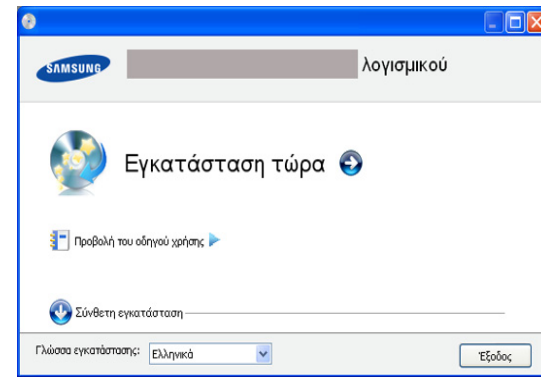 SAMSUNG λογισμικού
Εγκατάσταση τώρα
Προβολή του οδηγού χρήσης
Σύνθετη εγκατάσταση
Γλώσσα εγκατάστασης: Ελληνικά Έξοδος